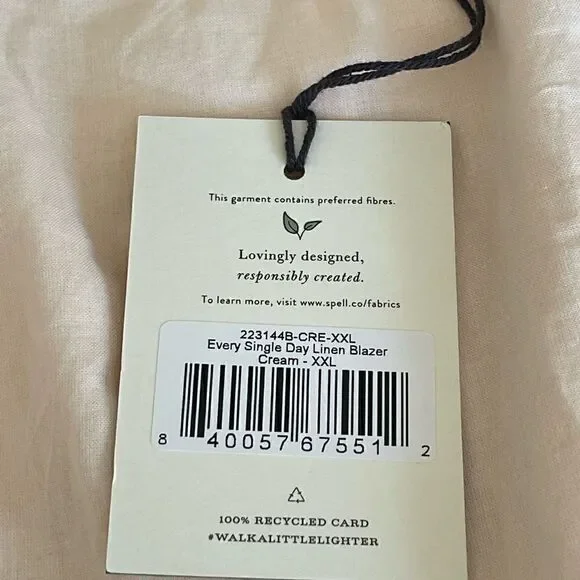 This garment contains preferred fibres.
Lovingly designed,
responsibly created.
To learn more, visit www.spell.co/fabrics
223144B-CRE-XXL
Every Single Day Linen Blazer
Cream - XXL
8 40057 67551 2
100% RECYCLED CARD
#WALKALITTLELIGHTER